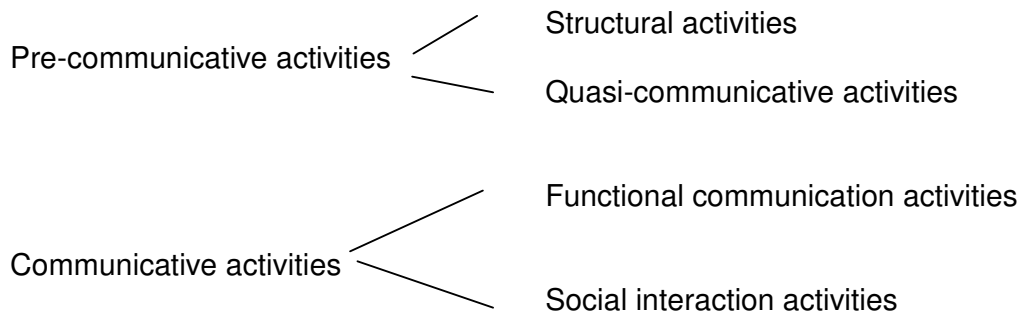 Structural activities
Pre-communicative activities
Quasi-communicative activities
Functional communication activities
Communicative activities
Social interaction activities